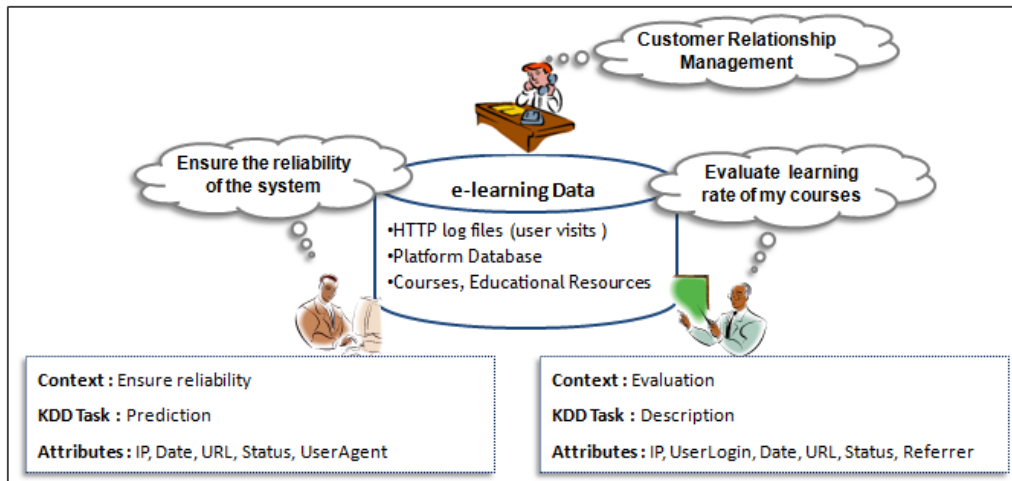 Customer Relationship
Management
Ensure the reliability
of the system
Evaluate learning
rate of my courses
e-learning Data
•HTTP log files (user visits )
•Platform Database
•Courses, Educational Resources
Context : Ensure reliability
KDD Task : Prediction
Attributes : IP, Date, URL, Status, UserAgent
Context : Evaluation
KDD Task : Description
Attributes : IP, UserLogin, Date, URL, Status, Referrer